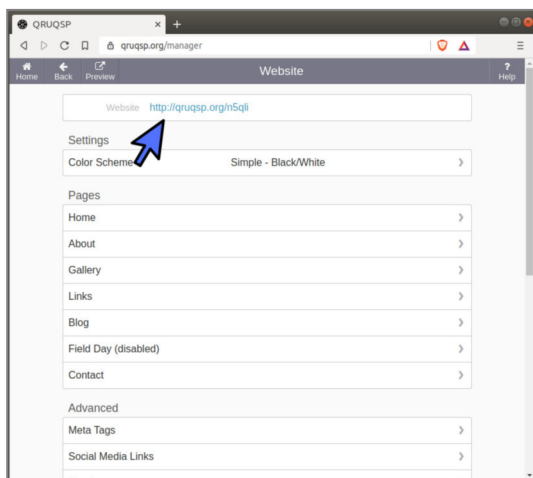 QRUQSP
qruqsp.org/manager
Home Back Preview Website ? Help
Website http://qruqsp.org/n5qli
Settings
Color Scheme Simple - Black/White
Pages
Home
About
Gallery
Links
Blog
Field Day (disabled)
Contact
Advanced
Meta Tags
Social Media Links